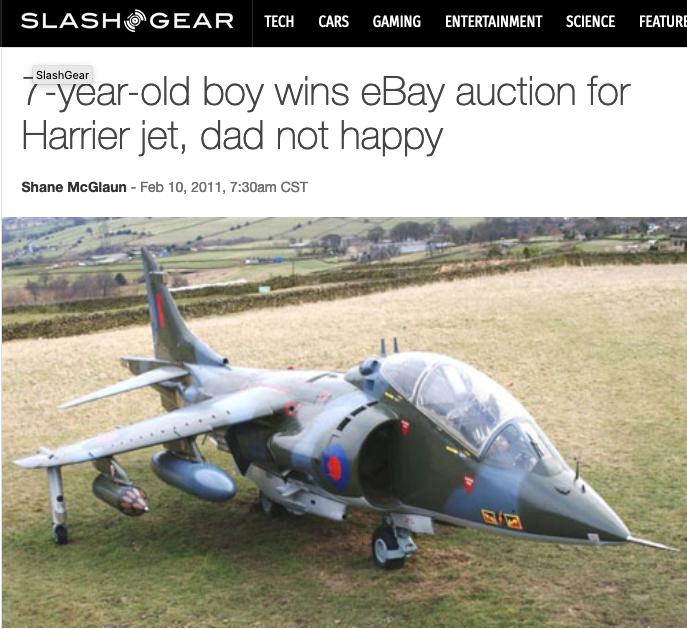 SLASHGEAR TECH CARS GAMING ENTERTAINMENT SCIENCE FEATURE
SlashGear
7-year-old boy wins eBay auction for
Harrier jet, dad not happy
Shane McGlaun - Feb 10, 2011, 7:30am CST